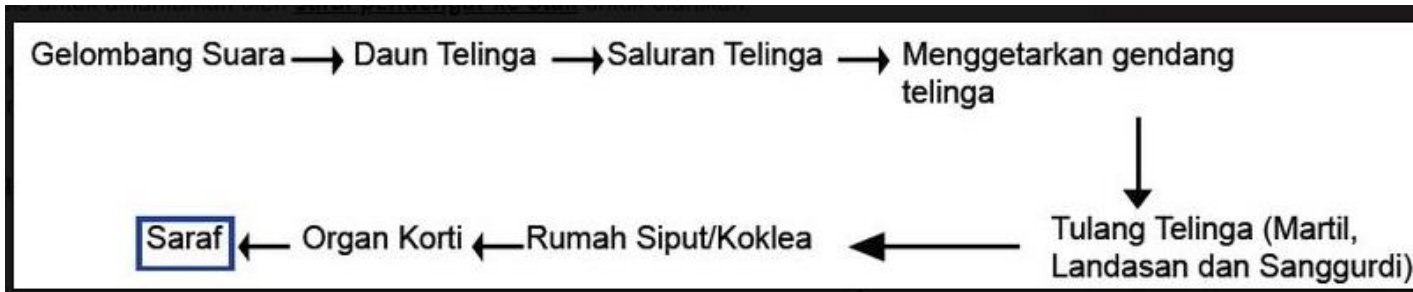 Gelombang Suara → Daun Telinga → Saluran Telinga → Menggetarkan gendang
telinga
Tulang Telinga (Martil,
Landasan dan Sanggurdi)
Rumah Siput/Koklea
Organ Korti
Saraf